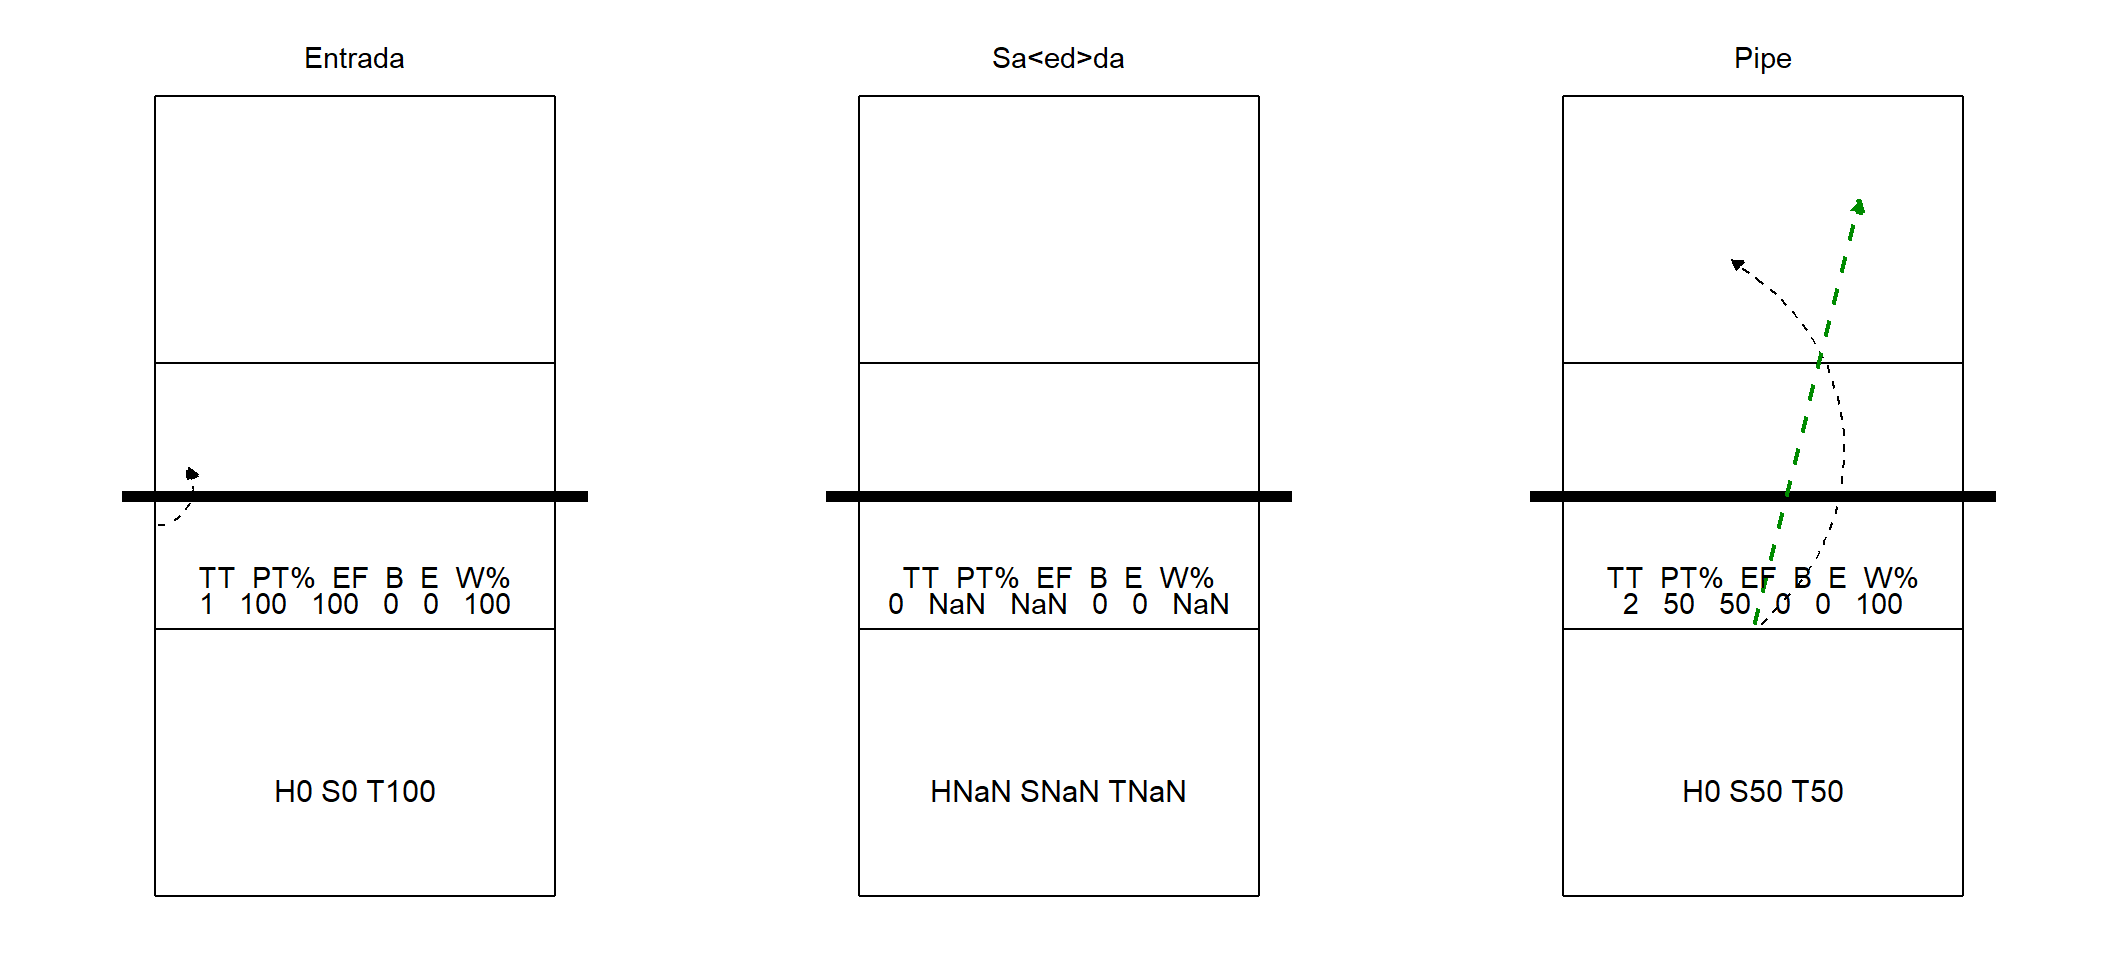 Entrada
TT PT% EF B E W%
1 100 100 0 0 100
H0 S0 T100
Sa<ed>da
TT PT% EF B E W%
0 NaN NaN 0 0 NaN
HNaN SNaN TNaN
Pipe
TT PT% EF B E W%
2 50 50 0 0 100
H0 S50 T50